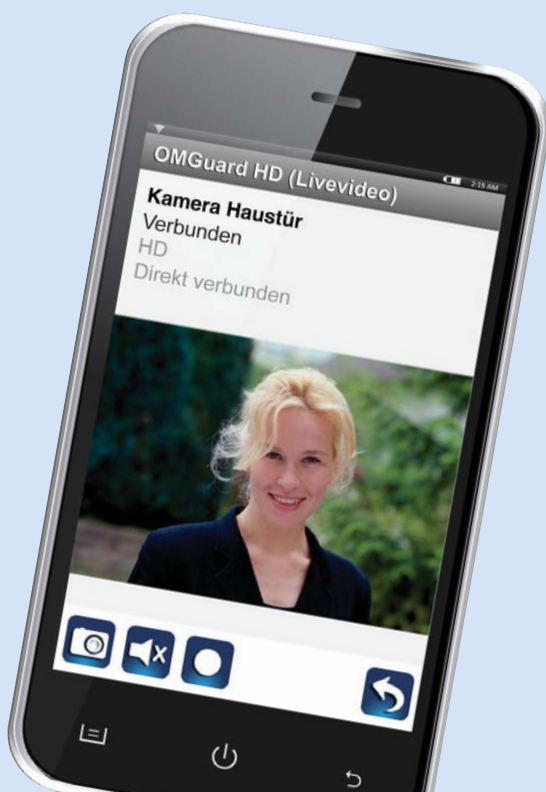 2:15 AM
OMGuard HD (Livevideo)
Kamera Haustür
Verbunden
HD
Direkt verbunden